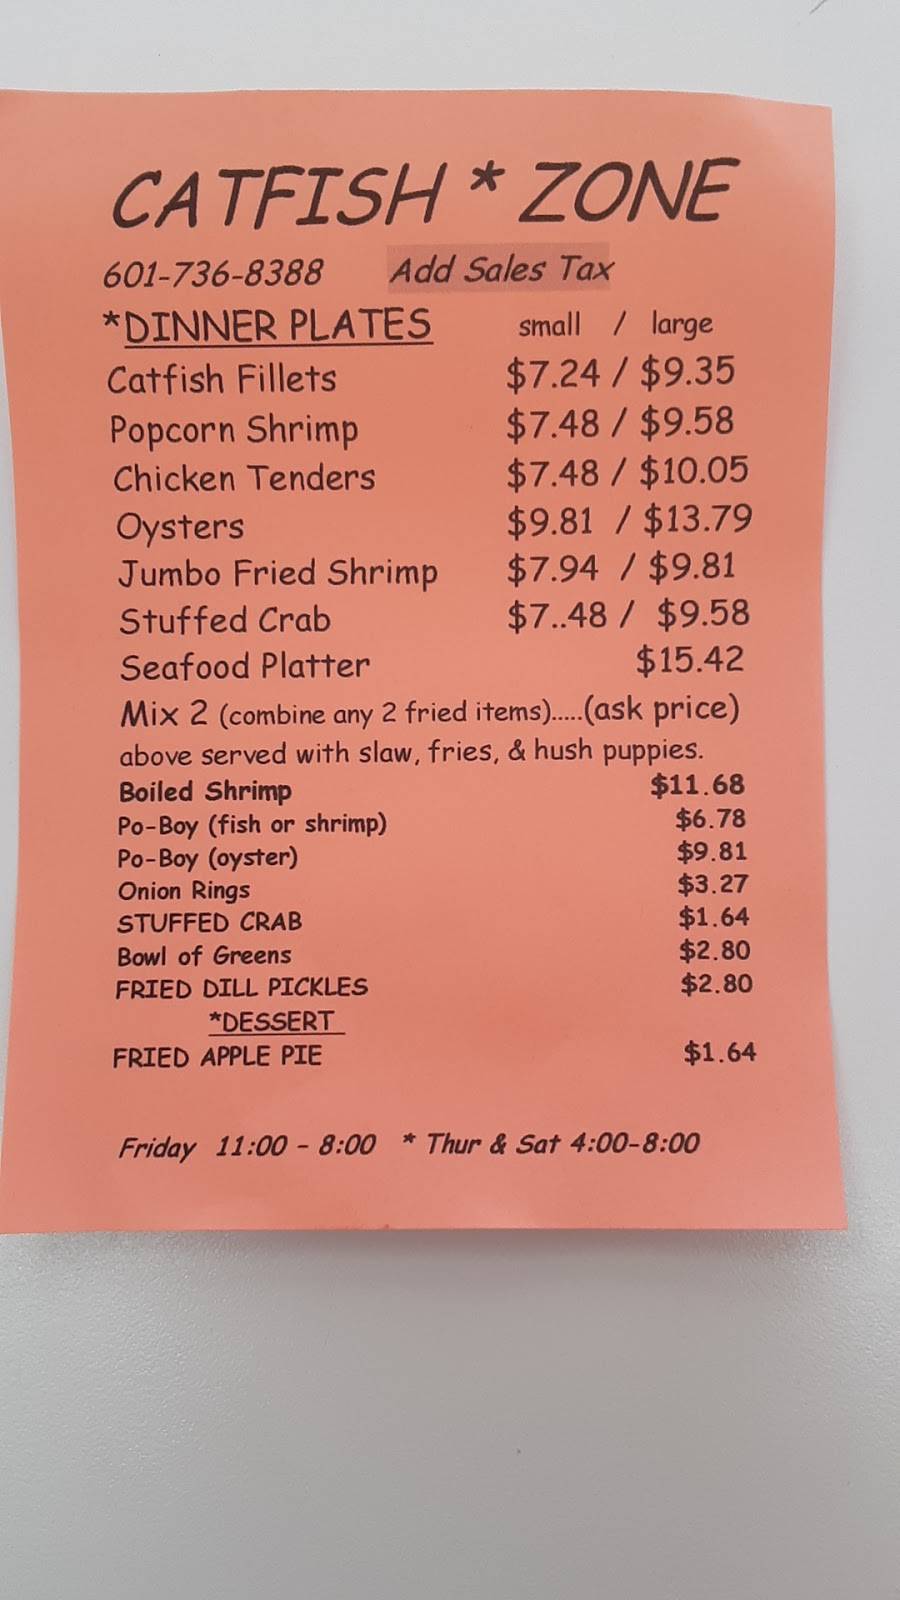 CATFISH * ZONE
601-736-8388 Add Sales Tax
*DINNER PLATES small / large
Catfish Fillets $7.24 / $9.35
Popcorn Shrimp $7.48 / $9.58
Chicken Tenders $7.48 / $10.05
Oysters $9.81 / $13.79
Jumbo Fried Shrimp $7.94 / $9.81
Stuffed Crab $7..48 / $9.58
Seafood Platter $15.42
Mix 2 (combine any 2 fried items).....(ask price)
above served with slaw, fries, & hush puppies.
Boiled Shrimp $11.68
Po-Boy (fish or shrimp) $6.78
Po-Boy (oyster) $9.81
Onion Rings $3.27
STUFFED CRAB $1.64
Bowl of Greens $2.80
FRIED DILL PICKLES $2.80
*DESSERT
FRIED APPLE PIE $1.64
Friday 11:00 - 8:00 * Thur & Sat 4:00-8:00